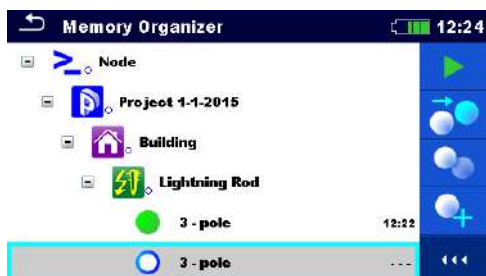 Memory Organizer 12:24
Node
Project 1-1-2015
Building
Lightning Rod
3 - pole 12:22
3 - pole ---